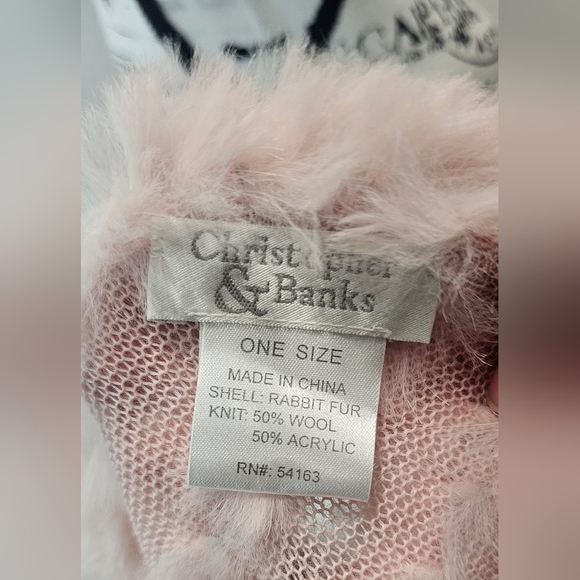 Christopher
& Banks
ONE SIZE
MADE IN CHINA
SHELL: RABBIT FUR
KNIT: 50% WOOL
50% ACRYLIC
RN#: 54163